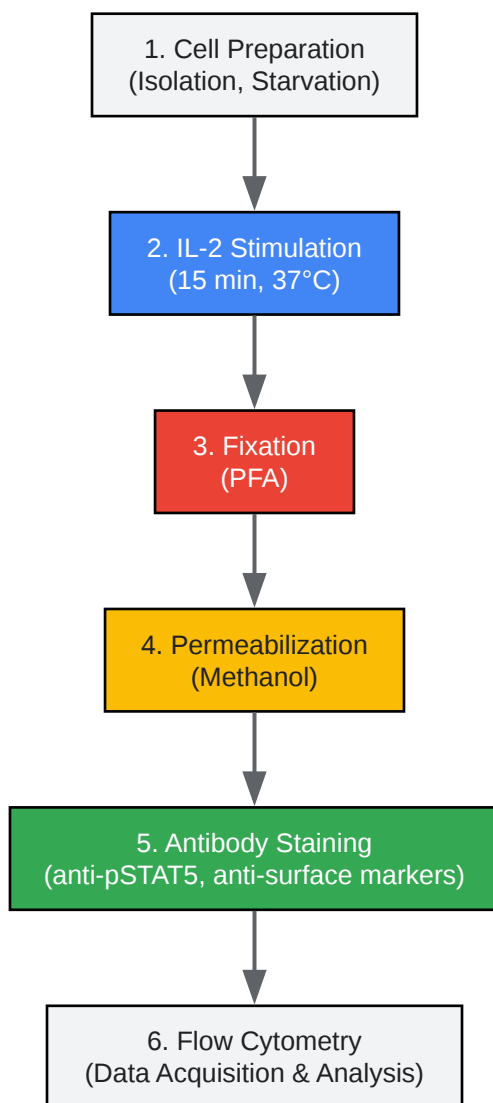 1. Cell Preparation
(Isolation, Starvation)
2. IL-2 Stimulation
(15 min, 37°C)
3. Fixation
(PFA)
4. Permeabilization
(Methanol)
5. Antibody Staining
(anti-pSTAT5, anti-surface markers)
6. Flow Cytometry
(Data Acquisition & Analysis)